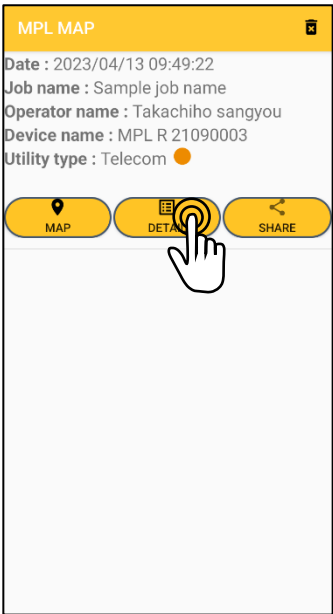 MPL MAP
Date : 2023/04/13 09:49:22
Job name : Sample job name
Operator name : Takachiho sangyou
Device name : MPL R 21090003
Utility type : Telecom
MAP
SHARE